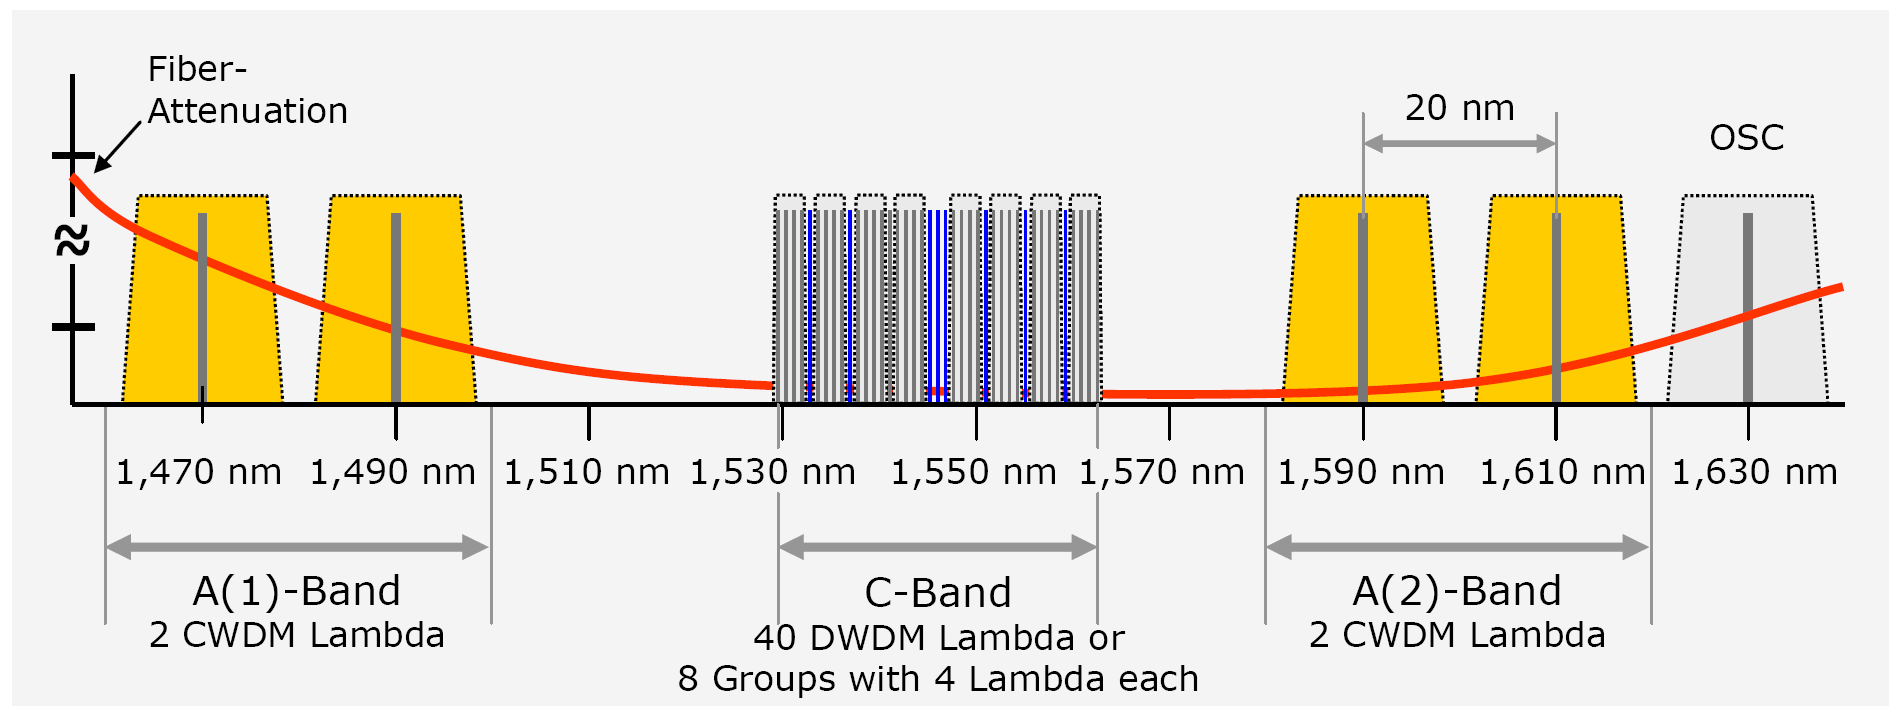 Fiber-
Attenuation
20 nm
OSC
1,470 nm
1,490 nm
1,510 nm
1,530 nm
1,550 nm
1,570 nm
1,590 nm
1,610 nm
1,630 nm
A(1)-Band
2 CWDM Lambda
C-Band
40 DWDM Lambda or
8 Groups with 4 Lambda each
A(2)-Band
2 CWDM Lambda